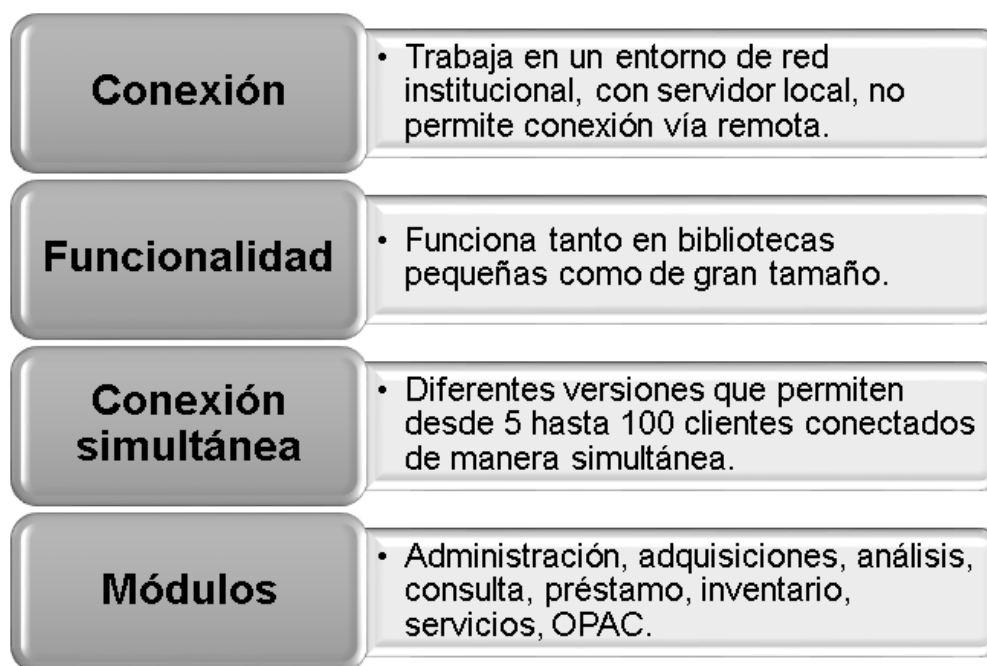 Conexión
• Trabaja en un entorno de red
institucional, con servidor local, no
permite conexión vía remota.
Funcionalidad
• Funciona tanto en bibliotecas
pequeñas como de gran tamaño.
Conexión
simultánea
• Diferentes versiones que permiten
desde 5 hasta 100 clientes conectados
de manera simultánea.
Módulos
• Administración, adquisiciones, análisis,
consulta, préstamo, inventario,
servicios, OPAC.